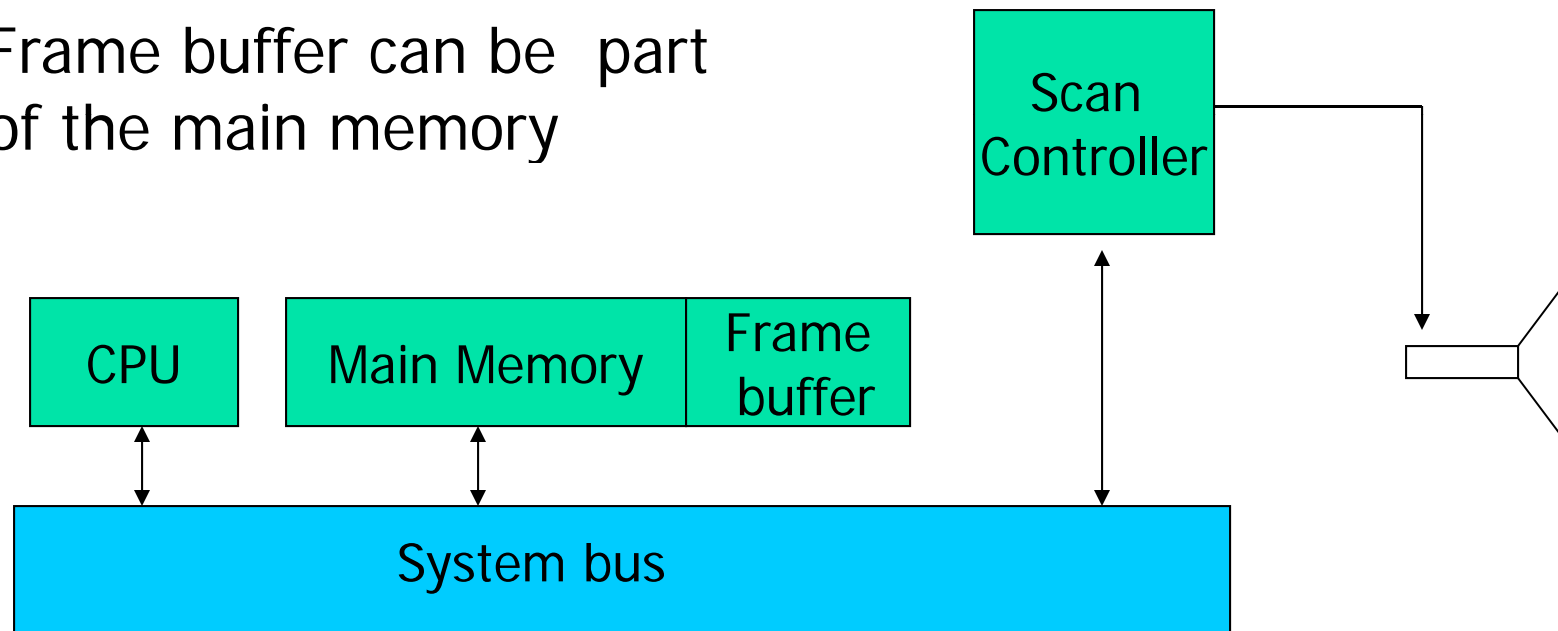 Frame buffer can be part
of the main memory
Scan
Controller
CPU
Main Memory
Frame
buffer
System bus